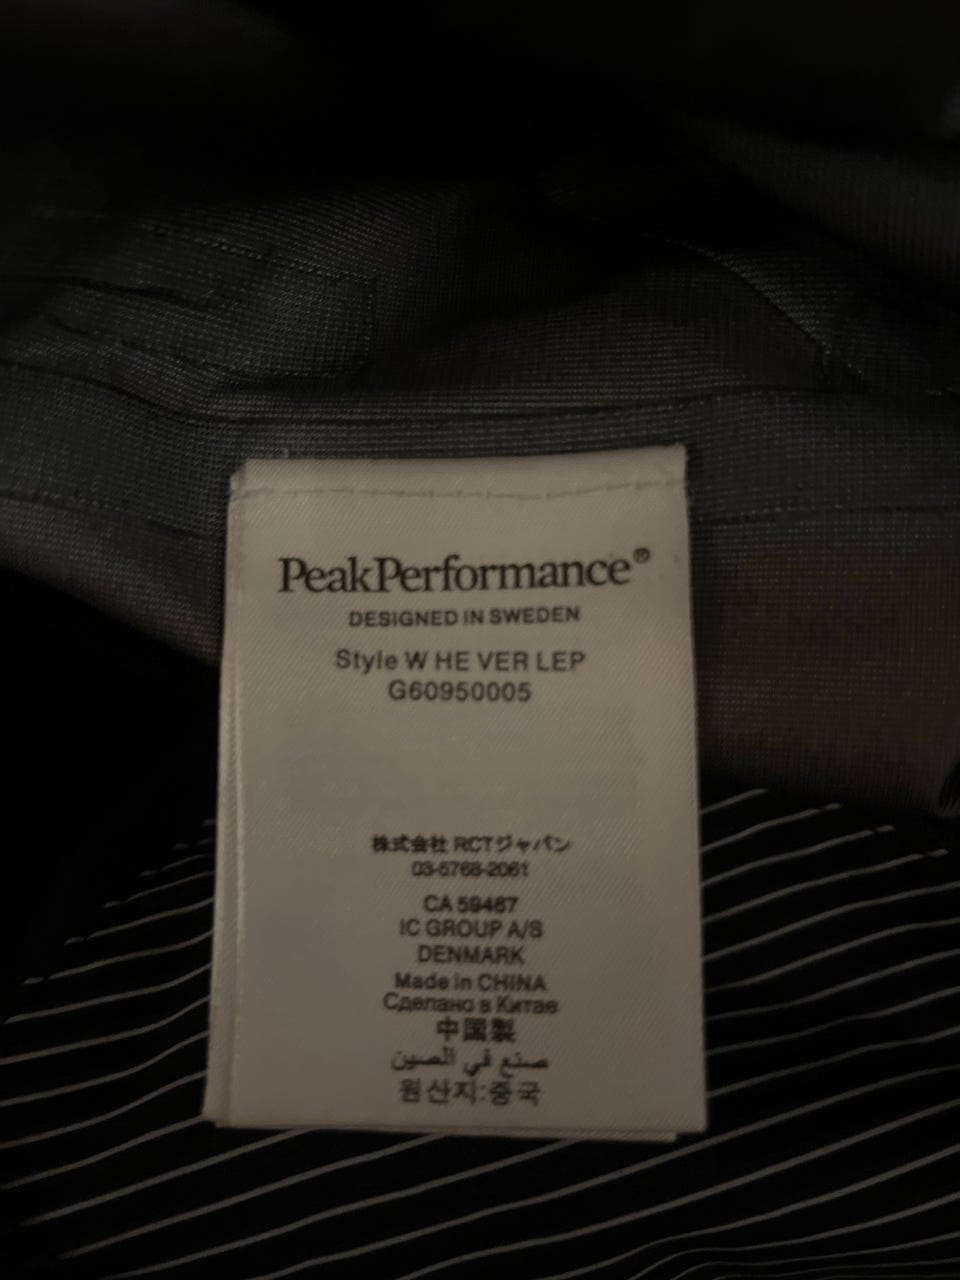 PeakPerformance®
DESIGNED IN SWEDEN
Style W HE VER LEP
G60950005
株式会社 RCTジャパン
03-5768-2061
CA 59467
IC GROUP A/S
DENMARK
Made in CHINA
Сделано в Китае
中国製
صنع في الصين
원산지:중국